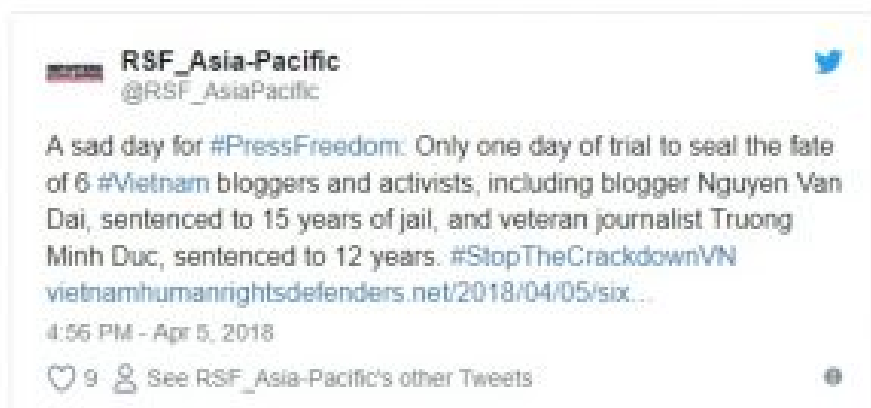 RSF_Asia-Pacific
@RSF_AsiaPacific
A sad day for #PressFreedom: Only one day of trial to seal the fate
of 6 #Vietnam bloggers and activists, including blogger Nguyen Van
Dai, sentenced to 15 years of jail, and veteran journalist Truong
Minh Duc, sentenced to 12 years. #StopTheCrackdownVN
vietnamhumanrightsdefenders.net/2018/04/05/six…
4:56 PM - Apr 5, 2018
9 See RSF_Asia-Pacific's other Tweets